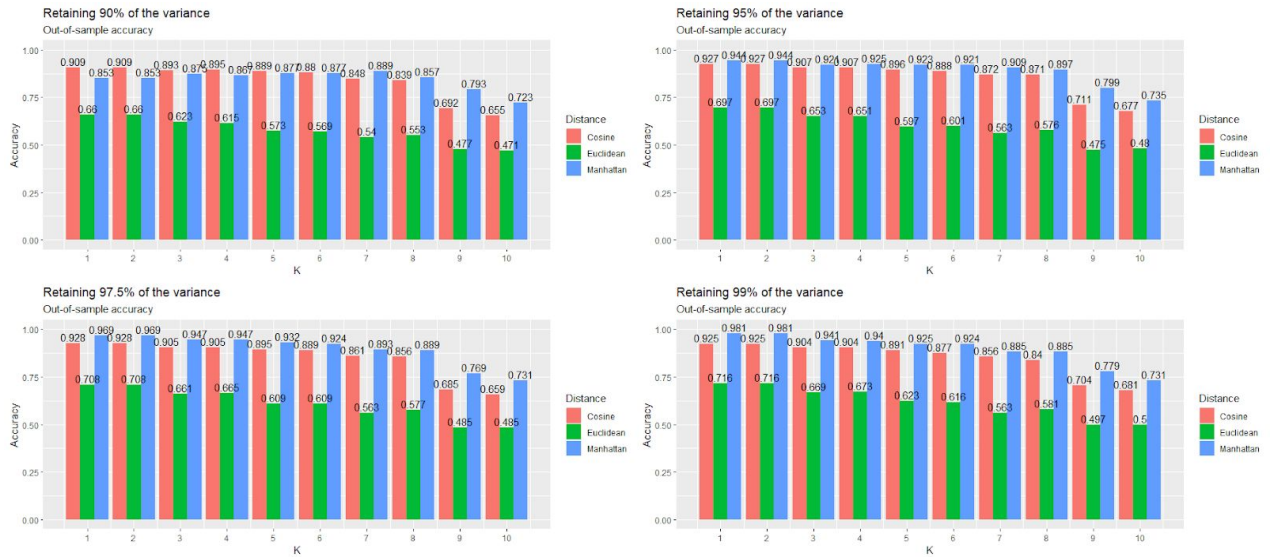 Retaining 90% of the variance
Out-of-sample accuracy
1.00
0.75
0.50
0.25
0.00
Accuracy
0.909 0.66 0.853
0.909 0.66 0.853
0.893 0.623 0.875
0.895 0.615 0.867
0.889 0.573 0.877
0.88 0.569 0.877
0.848 0.54 0.889
0.839 0.553 0.857
0.692 0.477 0.793
0.655 0.471 0.723
1 2 3 4 5 6 7 8 9 10
K
Distance
Cosine
Euclidean
Manhattan
Retaining 95% of the variance
Out-of-sample accuracy
1.00
0.75
0.50
0.25
0.00
Accuracy
0.927 0.697 0.944
0.927 0.697 0.944
0.907 0.653 0.920
0.907 0.651 0.925
0.896 0.597 0.923
0.888 0.601 0.921
0.872 0.563 0.909
0.871 0.576 0.897
0.711 0.475 0.799
0.677 0.48 0.735
1 2 3 4 5 6 7 8 9 10
K
Distance
Cosine
Euclidean
Manhattan
Retaining 97.5% of the variance
Out-of-sample accuracy
1.00
0.75
0.50
0.25
0.00
Accuracy
0.928 0.708 0.969
0.928 0.708 0.969
0.905 0.661 0.947
0.905 0.665 0.947
0.895 0.609 0.932
0.889 0.609 0.924
0.861 0.563 0.893
0.856 0.577 0.889
0.685 0.485 0.769
0.659 0.485 0.731
1 2 3 4 5 6 7 8 9 10
K
Distance
Cosine
Euclidean
Manhattan
Retaining 99% of the variance
Out-of-sample accuracy
1.00
0.75
0.50
0.25
0.00
Accuracy
0.925 0.716 0.981
0.925 0.716 0.981
0.904 0.669 0.941
0.904 0.673 0.94
0.891 0.623 0.925
0.877 0.616 0.924
0.856 0.563 0.885
0.84 0.581 0.885
0.704 0.497 0.779
0.681 0.5 0.731
1 2 3 4 5 6 7 8 9 10
K
Distance
Cosine
Euclidean
Manhattan